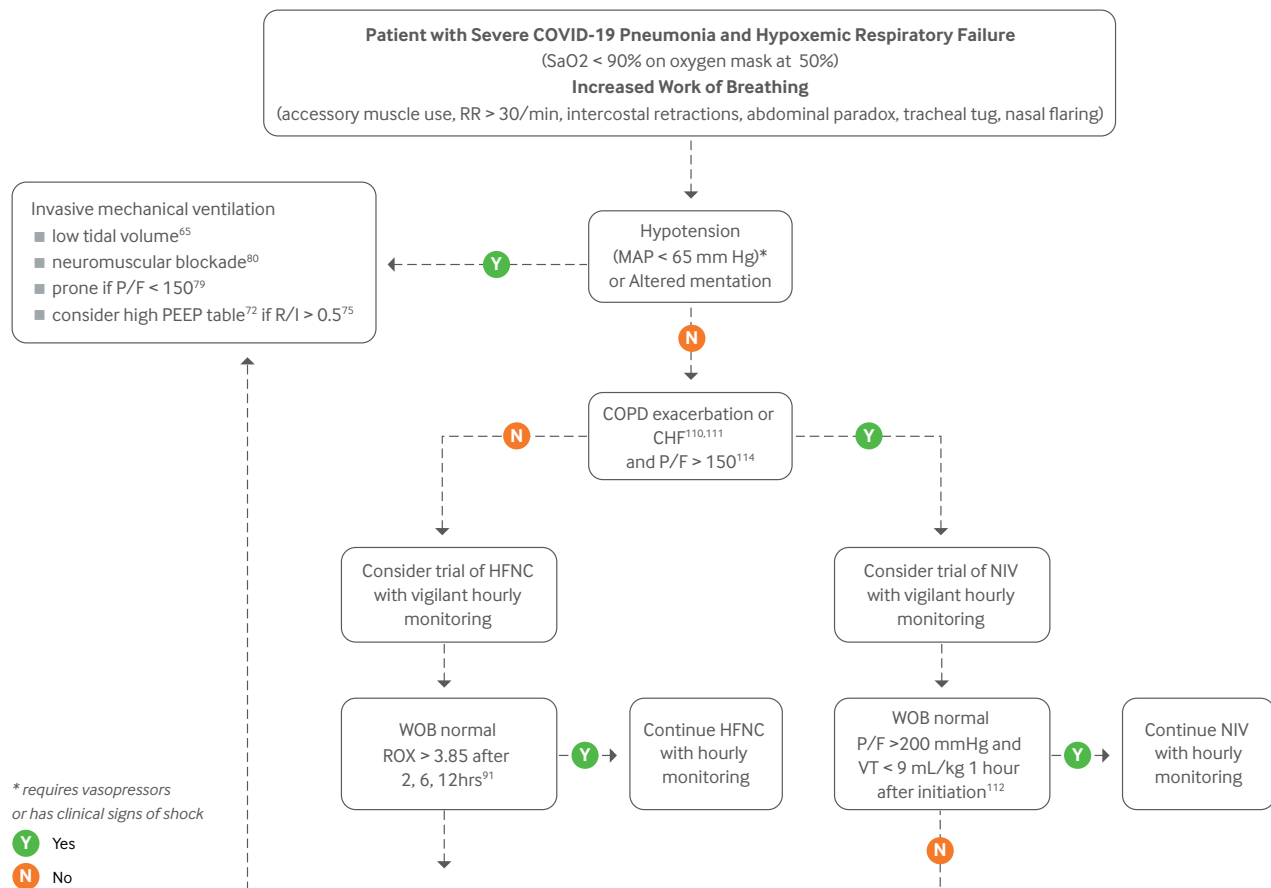 Patient with Severe COVID-19 Pneumonia and Hypoxemic Respiratory Failure
(SaO2 < 90% on oxygen mask at 50%)
Increased Work of Breathing
(accessory muscle use, RR > 30/min, intercostal retractions, abdominal paradox, tracheal tug, nasal flaring)
Invasive mechanical ventilation
■ low tidal volume⁶⁵
■ neuromuscular blockade⁸⁰
■ prone if P/F < 150⁷⁹
■ consider high PEEP table⁷² if R/I > 0.5⁷⁵
Y
Hypotension
(MAP < 65 mm Hg)*
or Altered mentation
N
N
COPD exacerbation or
CHF¹¹⁰,¹¹¹
and P/F > 150¹¹⁴
Y
Consider trial of HFNC
with vigilant hourly
monitoring
Consider trial of NIV
with vigilant hourly
monitoring
WOB normal
ROX > 3.85 after
2, 6, 12hrs⁹¹
Y
Continue HFNC
with hourly
monitoring
WOB normal
P/F >200 mmHg and
VT < 9 mL/kg 1 hour
after initiation¹¹²
Y
Continue NIV
with hourly
monitoring
N
* requires vasopressors
or has clinical signs of shock
Y Yes
N No